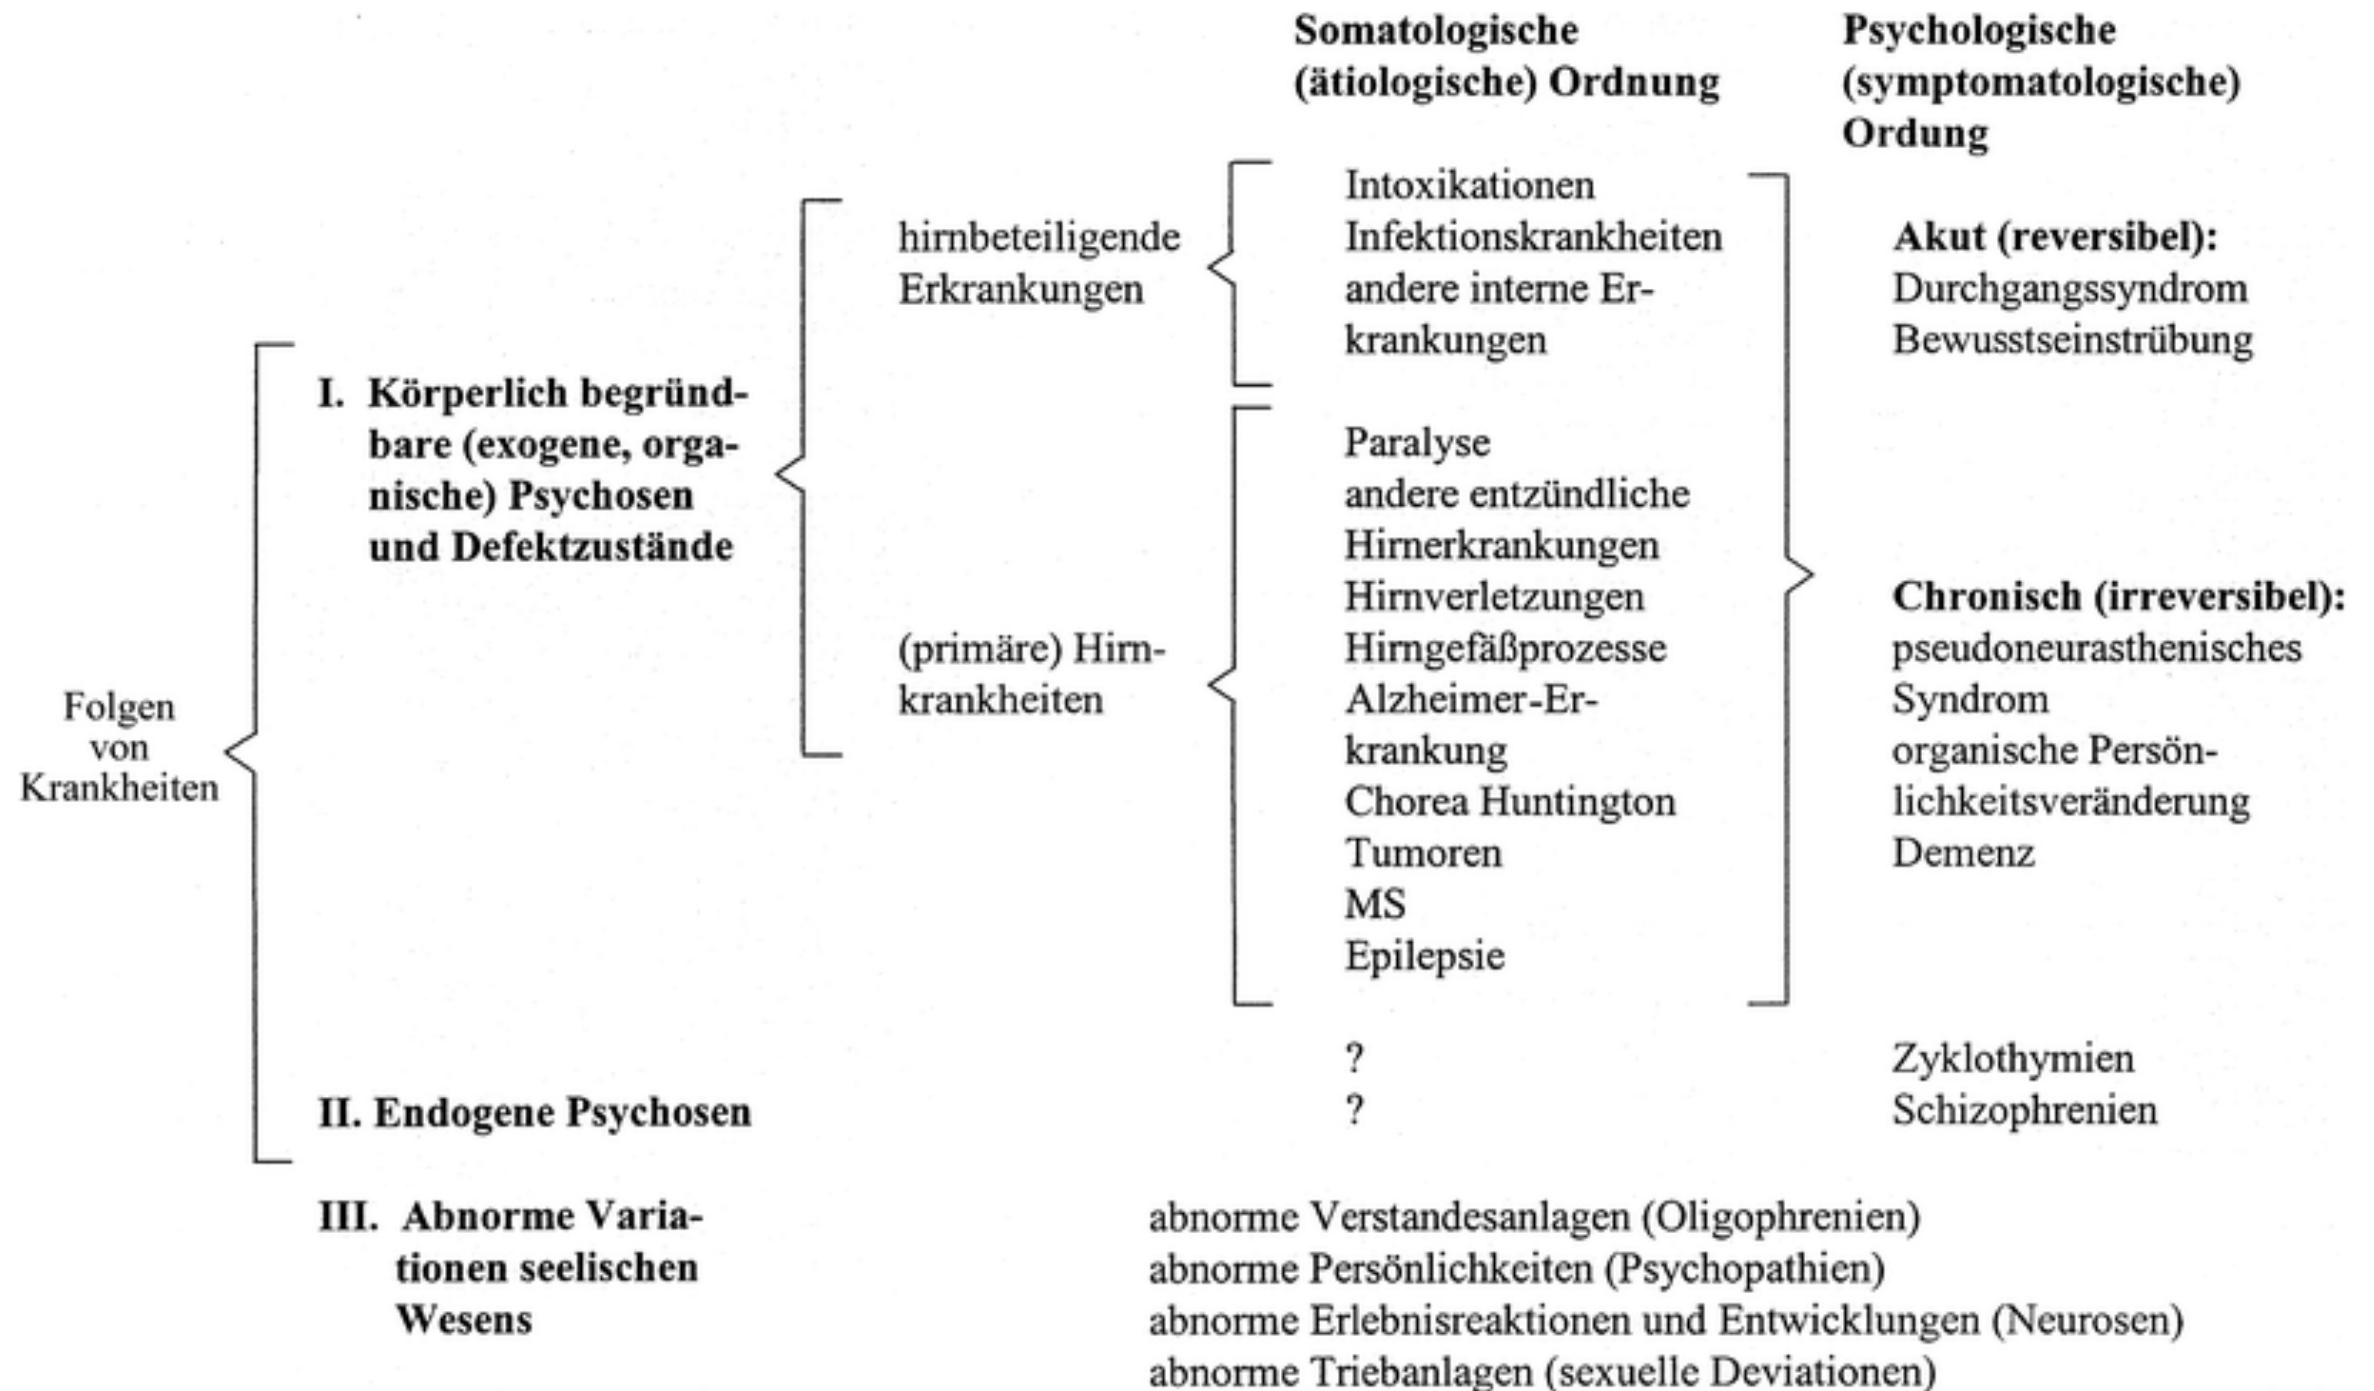 Somatologische
(ätiologische) Ordnung
Psychologische
(symptomatologische)
Ordung
Folgen
von
Krankheiten
I. Körperlich begründ-
bare (exogene, orga-
nische) Psychosen
und Defektzustände
hirnbeteiligende
Erkrankungen
Intoxikationen
Infektionskrankheiten
andere interne Er-
krankungen
(primäre) Hirn-
krankheiten
Paralyse
andere entzündliche
Hirnerkrankungen
Hirnverletzungen
Hirngefäßprozesse
Alzheimer-Er-
krankung
Chorea Huntington
Tumoren
MS
Epilepsie
Akut (reversibel):
Durchgangssyndrom
Bewusstseinstrübung
Chronisch (irreversibel):
pseudoneurasthenisches
Syndrom
organische Persön-
lichkeitsveränderung
Demenz
II. Endogene Psychosen
?
?
Zyklothymien
Schizophrenien
III. Abnorme Varia-
tionen seelischen
Wesens
abnorme Verstandesanlagen (Oligophrenien)
abnorme Persönlichkeiten (Psychopathien)
abnorme Erlebnisreaktionen und Entwicklungen (Neurosen)
abnorme Triebanlagen (sexuelle Deviationen)